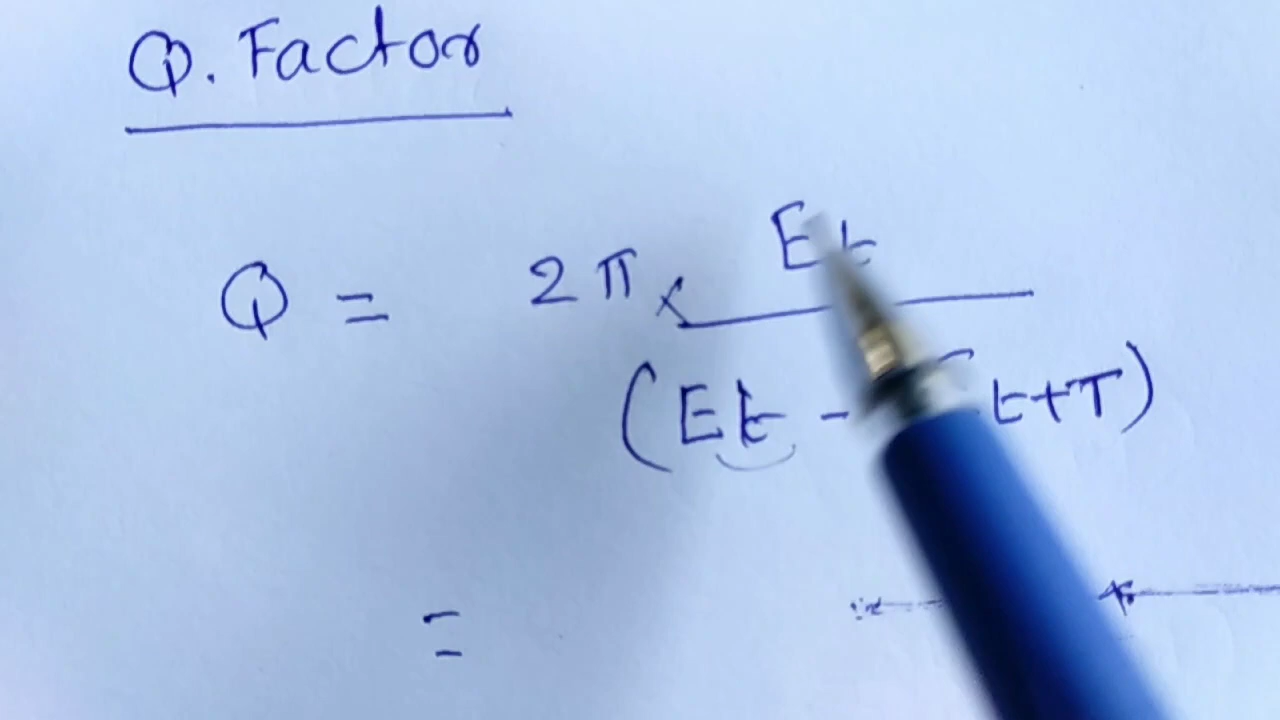 Q. Factor
Q = 2π × Et
(Et - t+T)
=